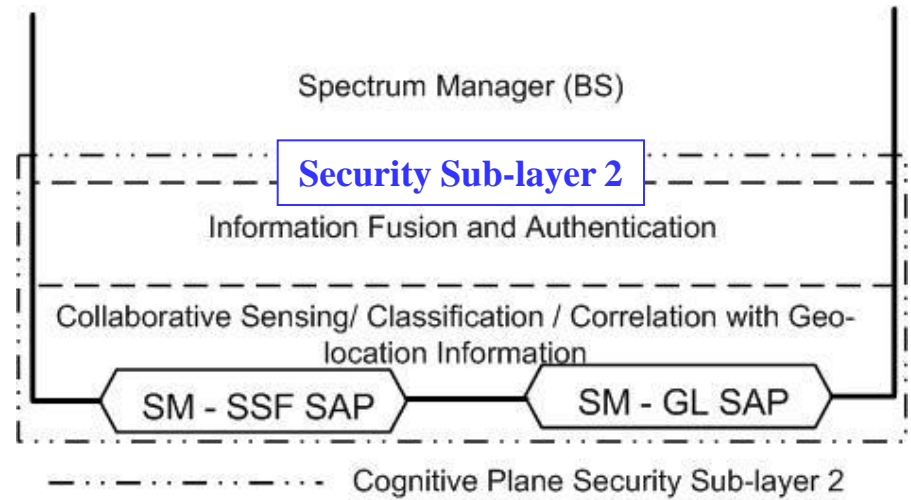 Spectrum Manager (BS)
Security Sub-layer 2
Information Fusion and Authentication
Collaborative Sensing/ Classification / Correlation with Geo-
location Information
SM - SSF SAP
SM - GL SAP
Cognitive Plane Security Sub-layer 2